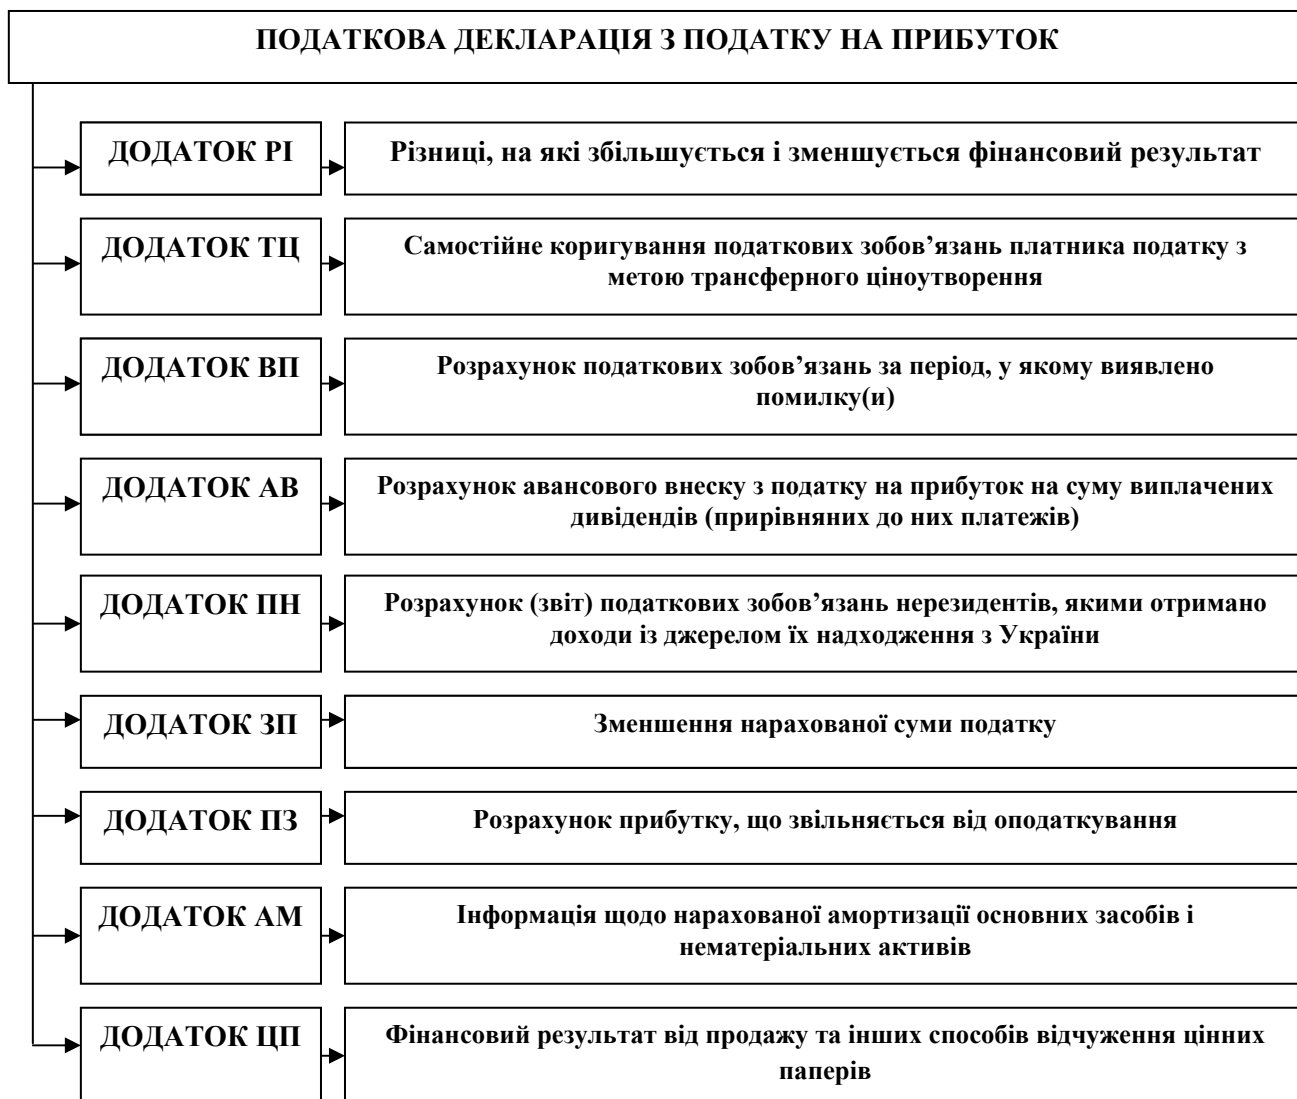 ПОДАТКОВА ДЕКЛАРАЦІЯ З ПОДАТКУ НА ПРИБУТОК
ДОДАТОК РІ
Різниці, на які збільшується і зменшується фінансовий результат
ДОДАТОК ТЦ
Самостійне коригування податкових зобов’язань платника податку з
метою трансферного ціноутворення
ДОДАТОК ВП
Розрахунок податкових зобов’язань за період, у якому виявлено
помилку(и)
ДОДАТОК АВ
Розрахунок авансового внеску з податку на прибуток на суму виплачених
дивідендів (прирівняних до них платежів)
ДОДАТОК ПН
Розрахунок (звіт) податкових зобов’язань нерезидентів, якими отримано
доходи із джерелом їх надходження з України
ДОДАТОК ЗП
Зменшення нарахованої суми податку
ДОДАТОК ПЗ
Розрахунок прибутку, що звільняється від оподаткування
ДОДАТОК АМ
Інформація щодо нарахованої амортизації основних засобів і
нематеріальних активів
ДОДАТОК ЦП
Фінансовий результат від продажу та інших способів відчуження цінних
паперів